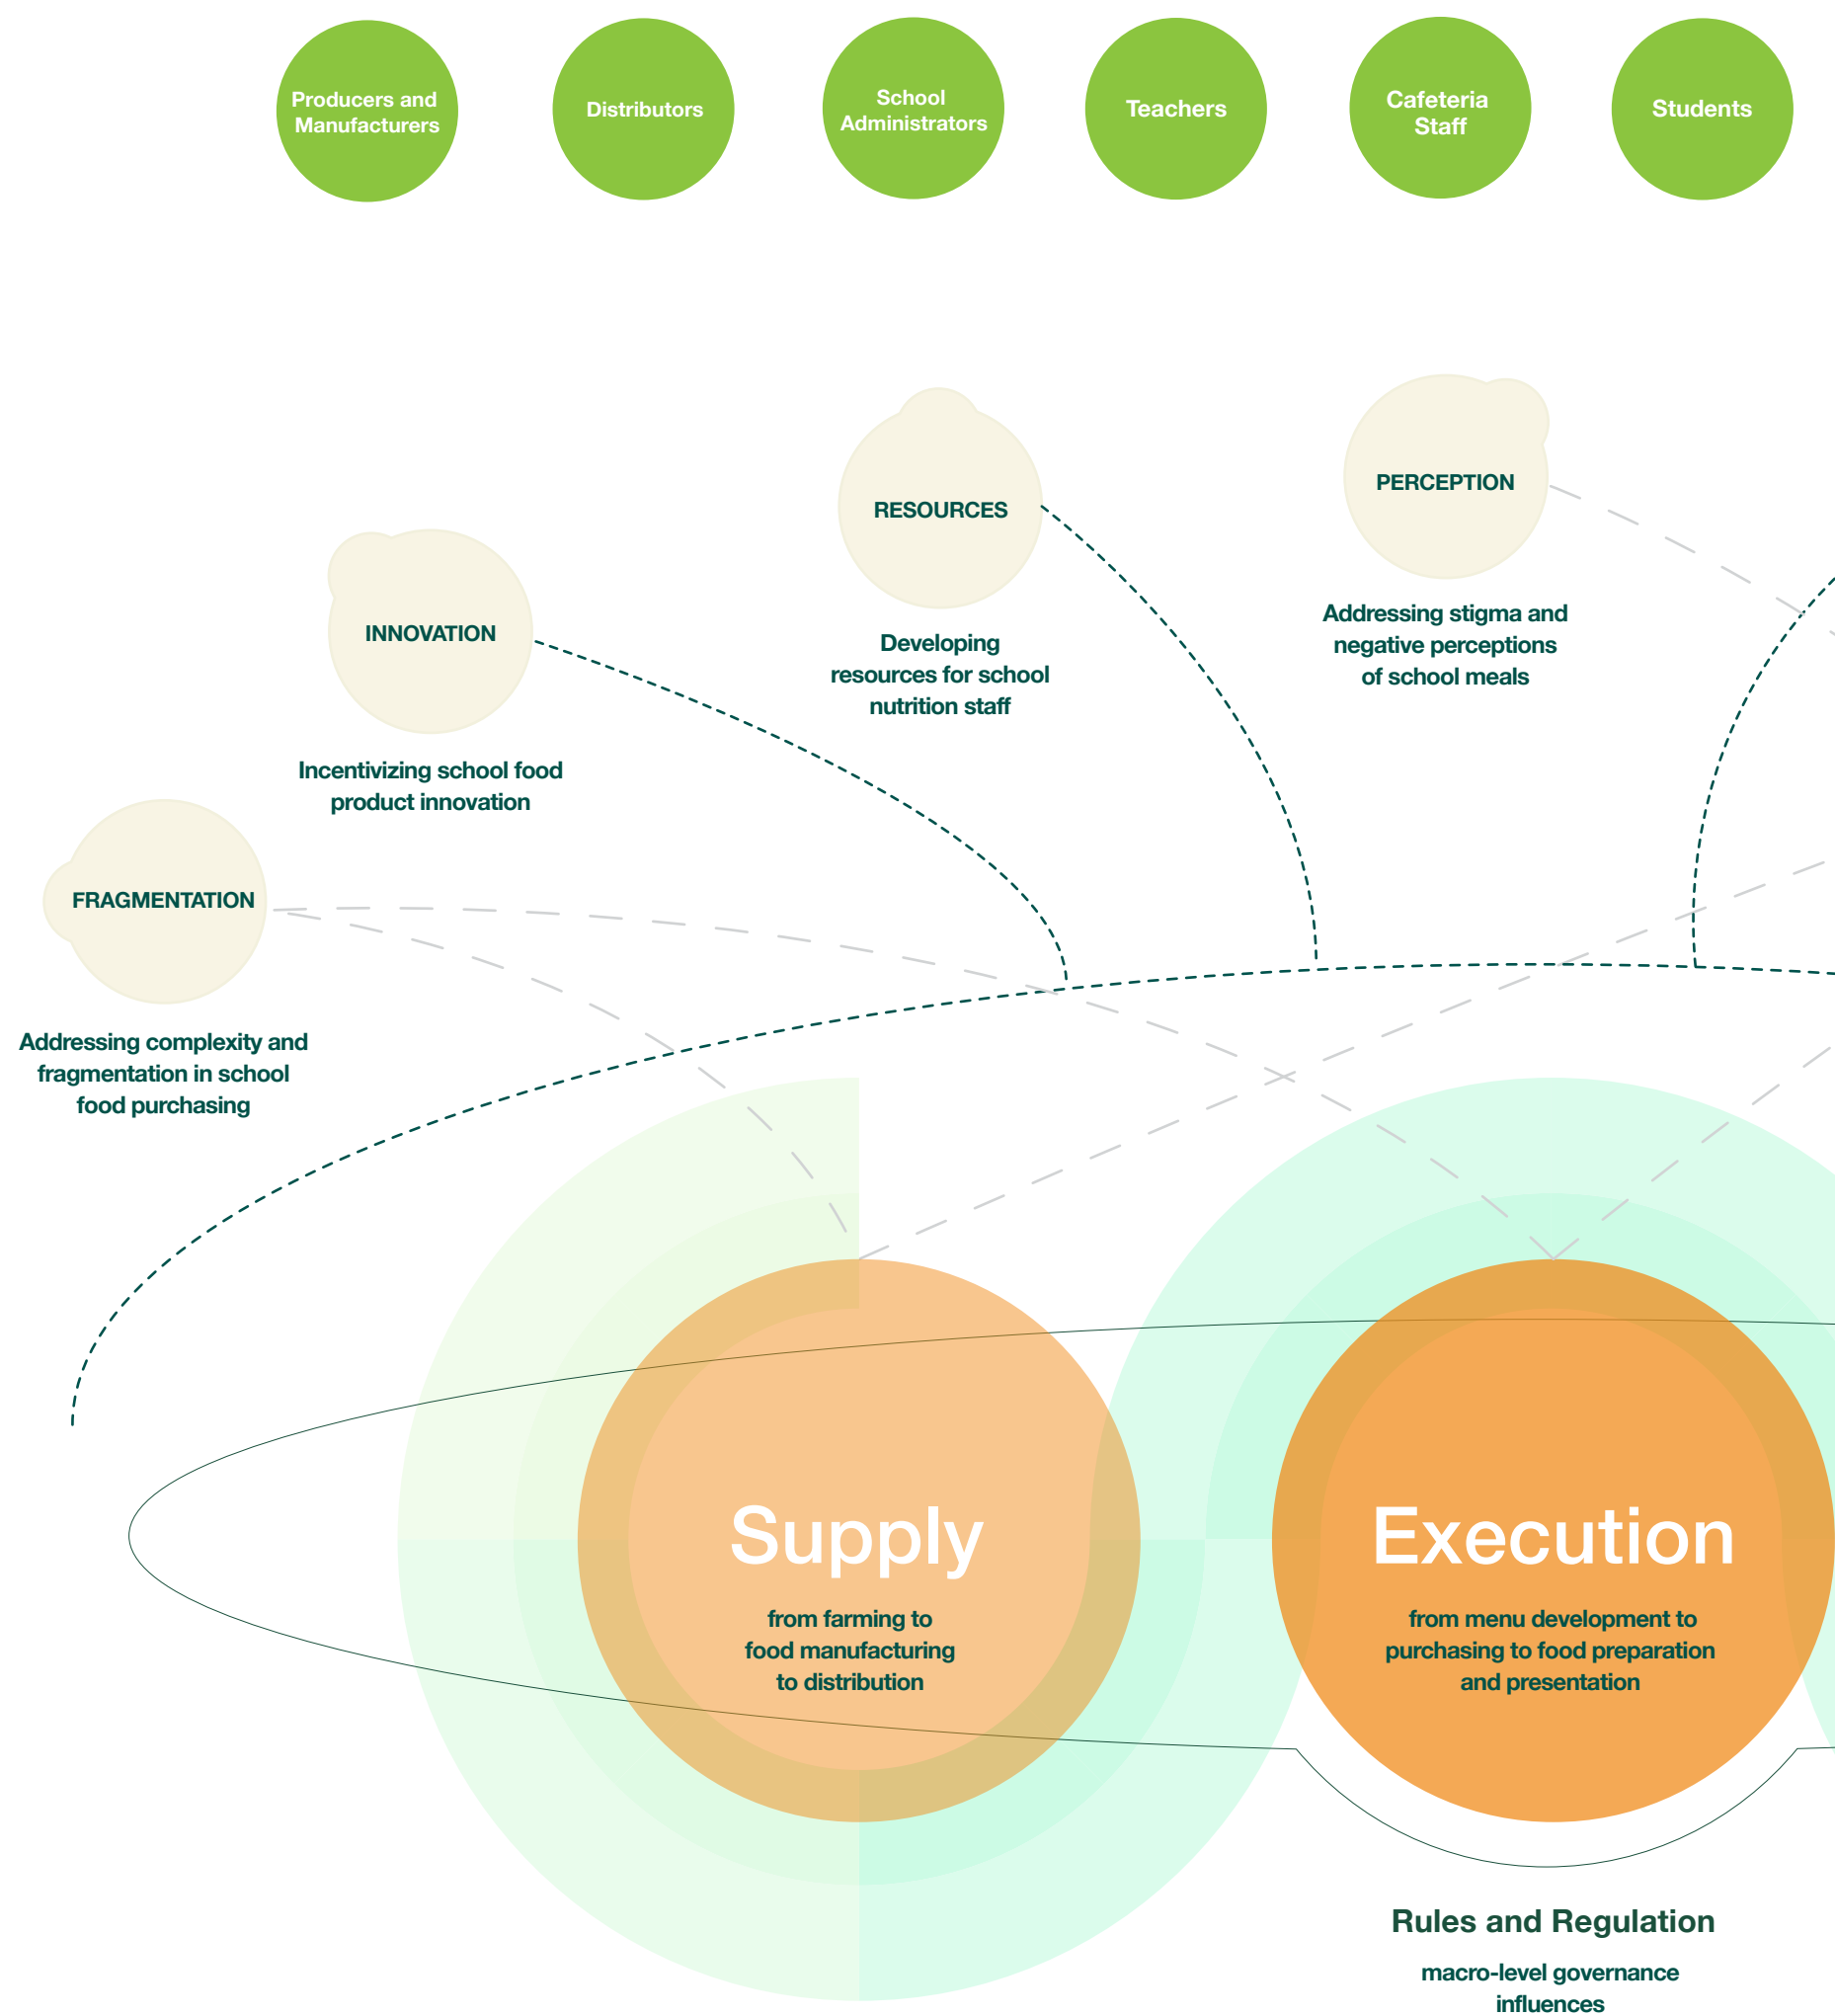 Producers and
Manufacturers
Distributors
School
Administrators
Teachers
Cafeteria
Staff
Students
PERCEPTION
Addressing stigma and
negative perceptions
of school meals
RESOURCES
Developing
resources for school
nutrition staff
INNOVATION
Incentivizing school food
product innovation
FRAGMENTATION
Addressing complexity and
fragmentation in school
food purchasing
Supply
from farming to
food manufacturing
to distribution
Execution
from menu development to
purchasing to food preparation
and presentation
Rules and Regulation
macro-level governance
influences